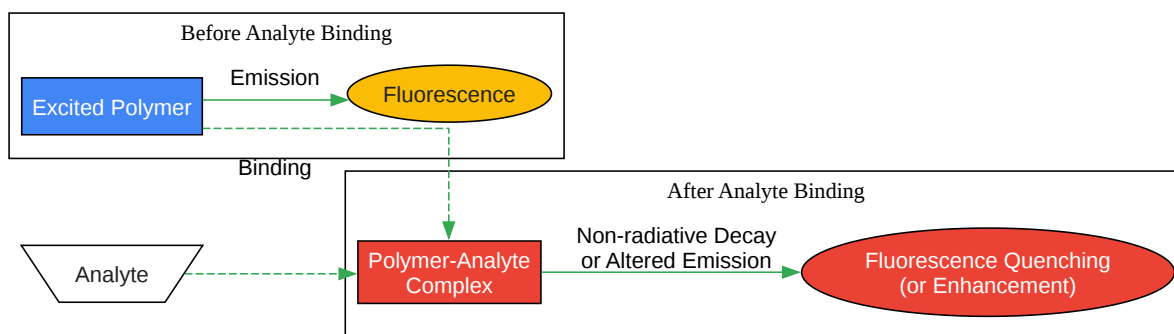 Before Analyte Binding
Emission
Excited Polymer
Fluorescence
Binding
After Analyte Binding
Analyte
Polymer-Analyte
Complex
Non-radiative Decay
or Altered Emission
Fluorescence Quenching
(or Enhancement)